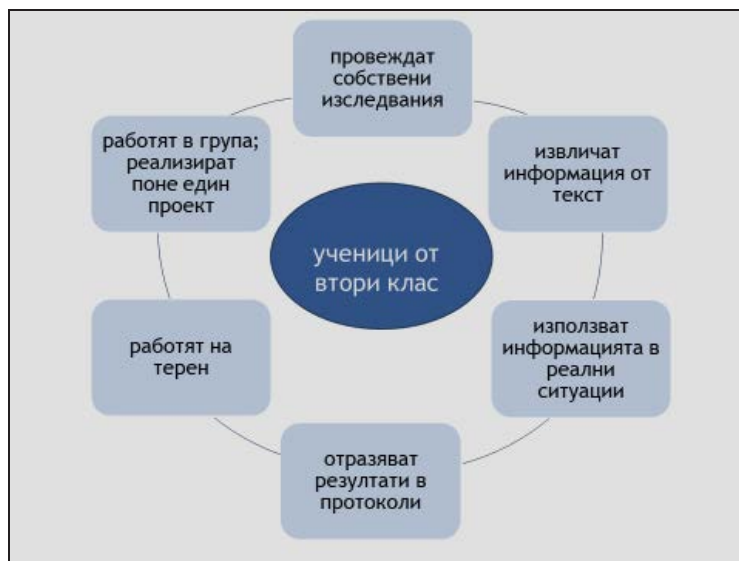 провеждат
собствени
изследвания
извличат
информация от
текст
използват
информацията в
реални
ситуации
отразяват
резултати в
протоколи
работят на
терен
работят в група;
реализират
поне един
проект
ученици от
втори клас